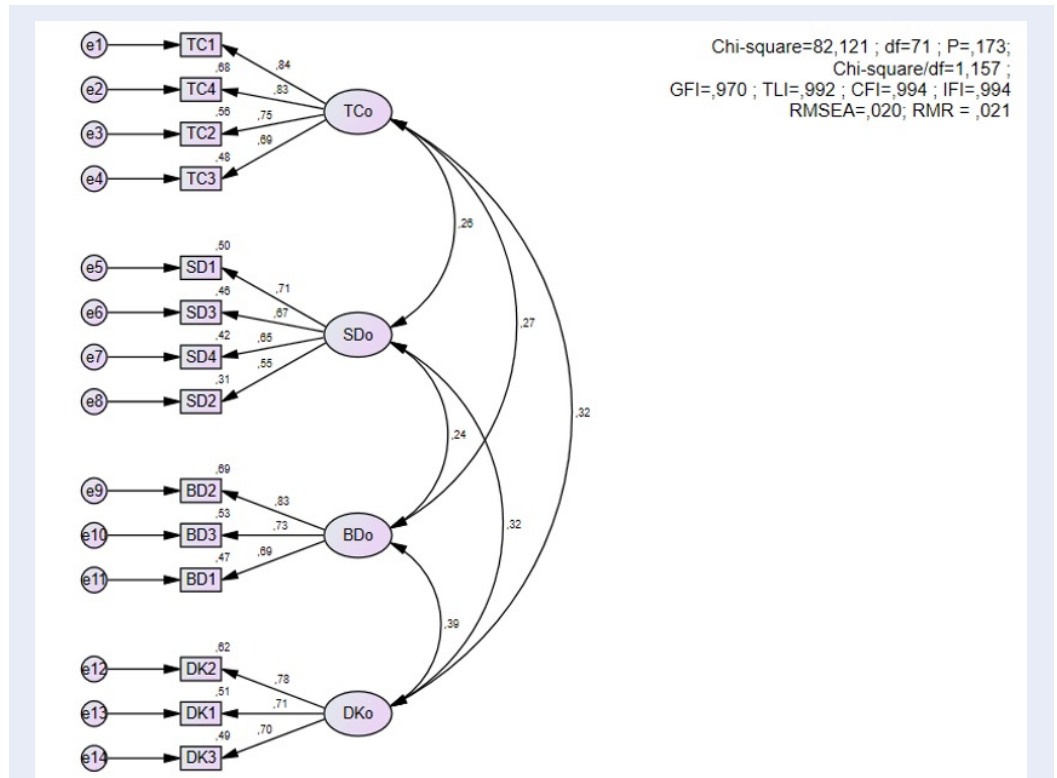 Chi-square=82,121 ; df=71 ; P=,173;
Chi-square/df=1,157 ;
GFI=,970 ; TLI=,992 ; CFI=,994 ; IFI=,994
RMSEA=,020; RMR = ,021
e1 TC1
,84
,68
e2 TC4
,83
TCo
,56
,75
e3 TC2
,69
,48
e4 TC3
,26
,50
e5 SD1
,71
,46
e6 SD3
,67
,27
SDo
,42
,65
e7 SD4
,55
,31
e8 SD2
,32
,24
,69
e9 BD2
,83
,53
e10 BD3
,73
,32
BDo
,47
,69
e11 BD1
,39
,62
e12 DK2
,78
,51
e13 DK1
,71
DKo
,49
,70
e14 DK3